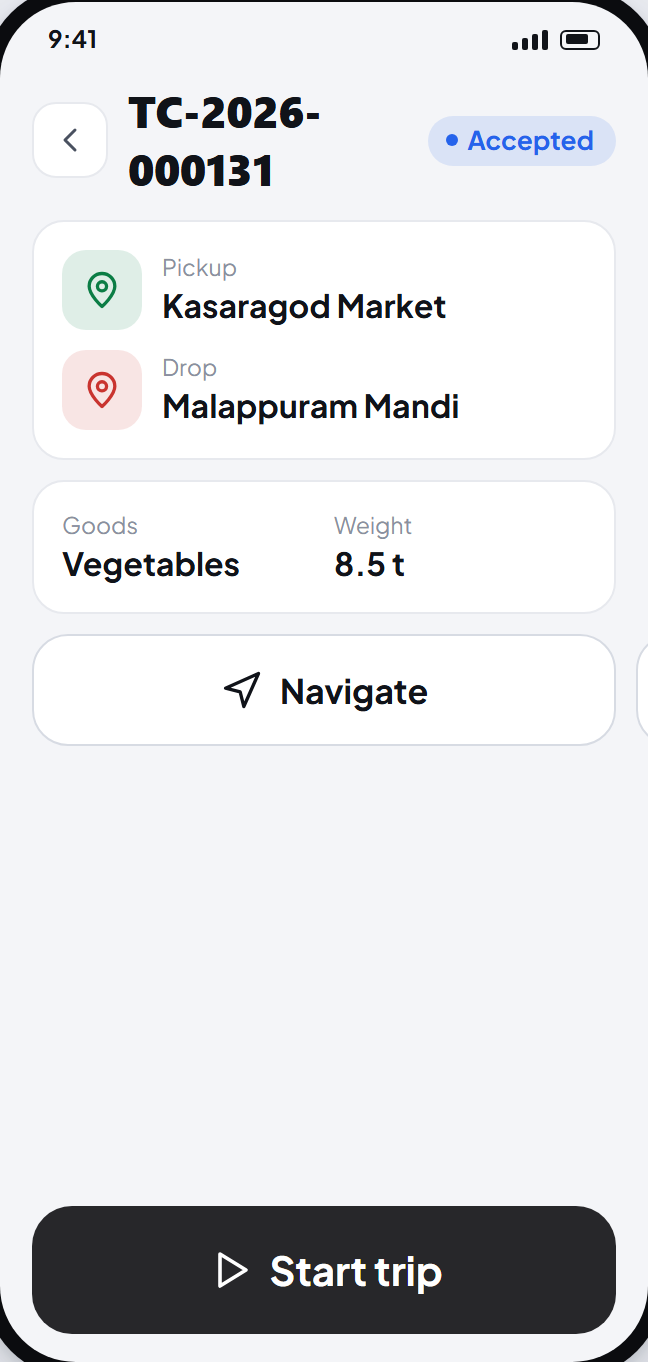 9:41
TC-2026-
000131
Accepted
Pickup
Kasaragod Market
Drop
Malappuram Mandi
Goods
Weight
Vegetables
8.5 t
Navigate
Start trip